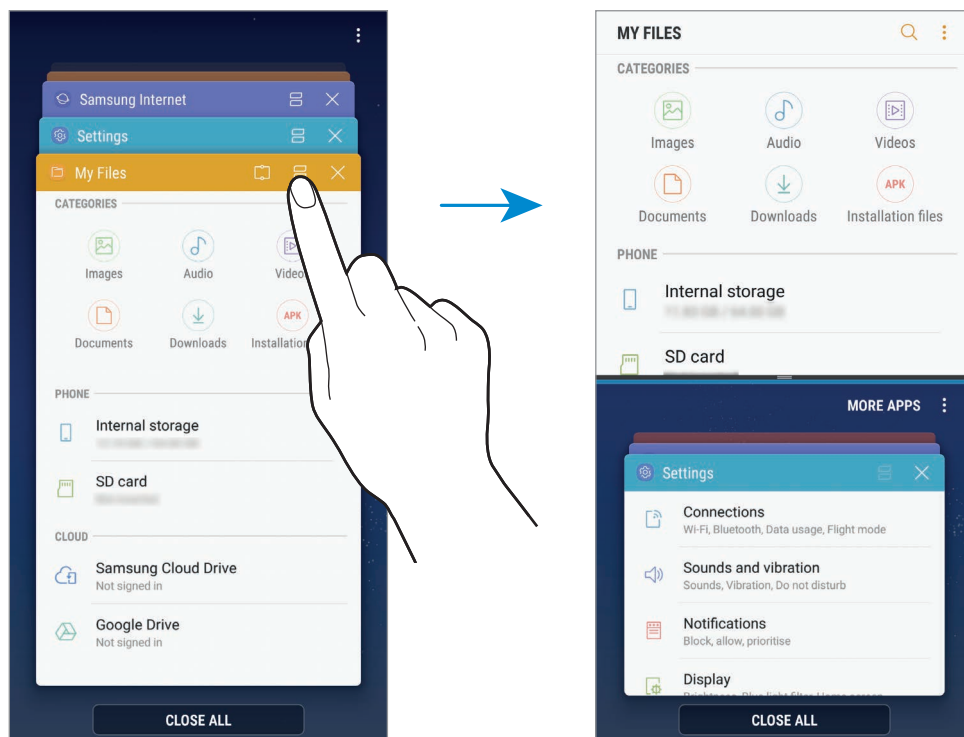 Samsung Internet
Settings
My Files
CATEGORIES
Images
Audio
Documents
Downloads
APK
PHONE
Internal storage
SD card
CLOUD
Samsung Cloud Drive
Not signed in
Google Drive
Not signed in
CLOSE ALL
MY FILES
CATEGORIES
Images
Audio
Videos
APK
Documents
Downloads
Installation files
PHONE
Internal storage
SD card
MORE APPS
Settings
Connections
Wi-Fi, Bluetooth, Data usage, Flight mode
Sounds and vibration
Sounds, Vibration, Do not disturb
Notifications
Block, allow, prioritise
Display
CLOSE ALL